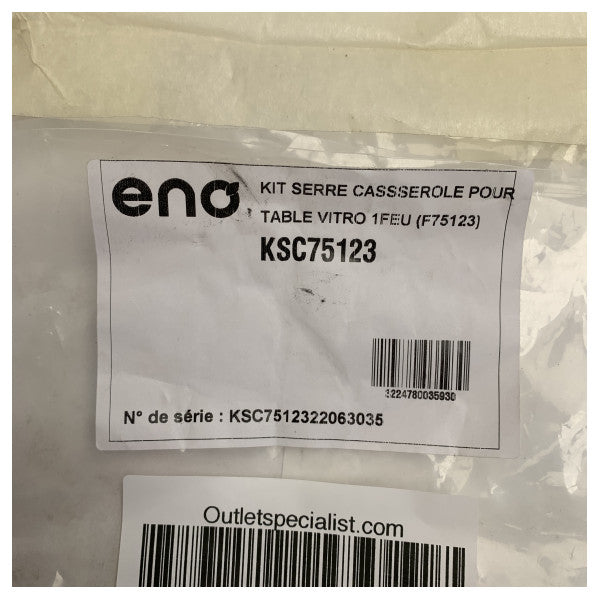 eno
KIT SERRE CASSSEROLE POUR
TABLE VITRO 1FEU (F75123)
KSC75123
3224780035930
N° de série : KSC7512322063035
Outletspecialist.com